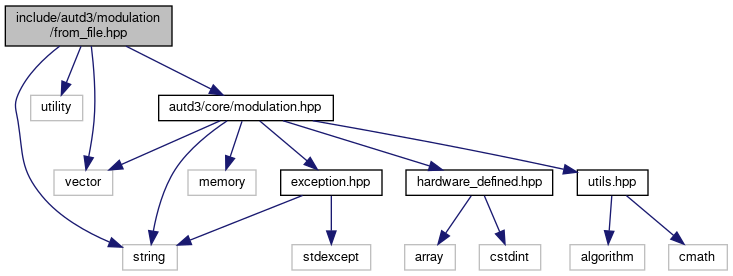 include/autd3/modulation
/from_file.hpp
utility
autd3/core/modulation.hpp
vector
memory
exception.hpp
hardware_defined.hpp
utils.hpp
string
stdexcept
array
cstdint
algorithm
cmath